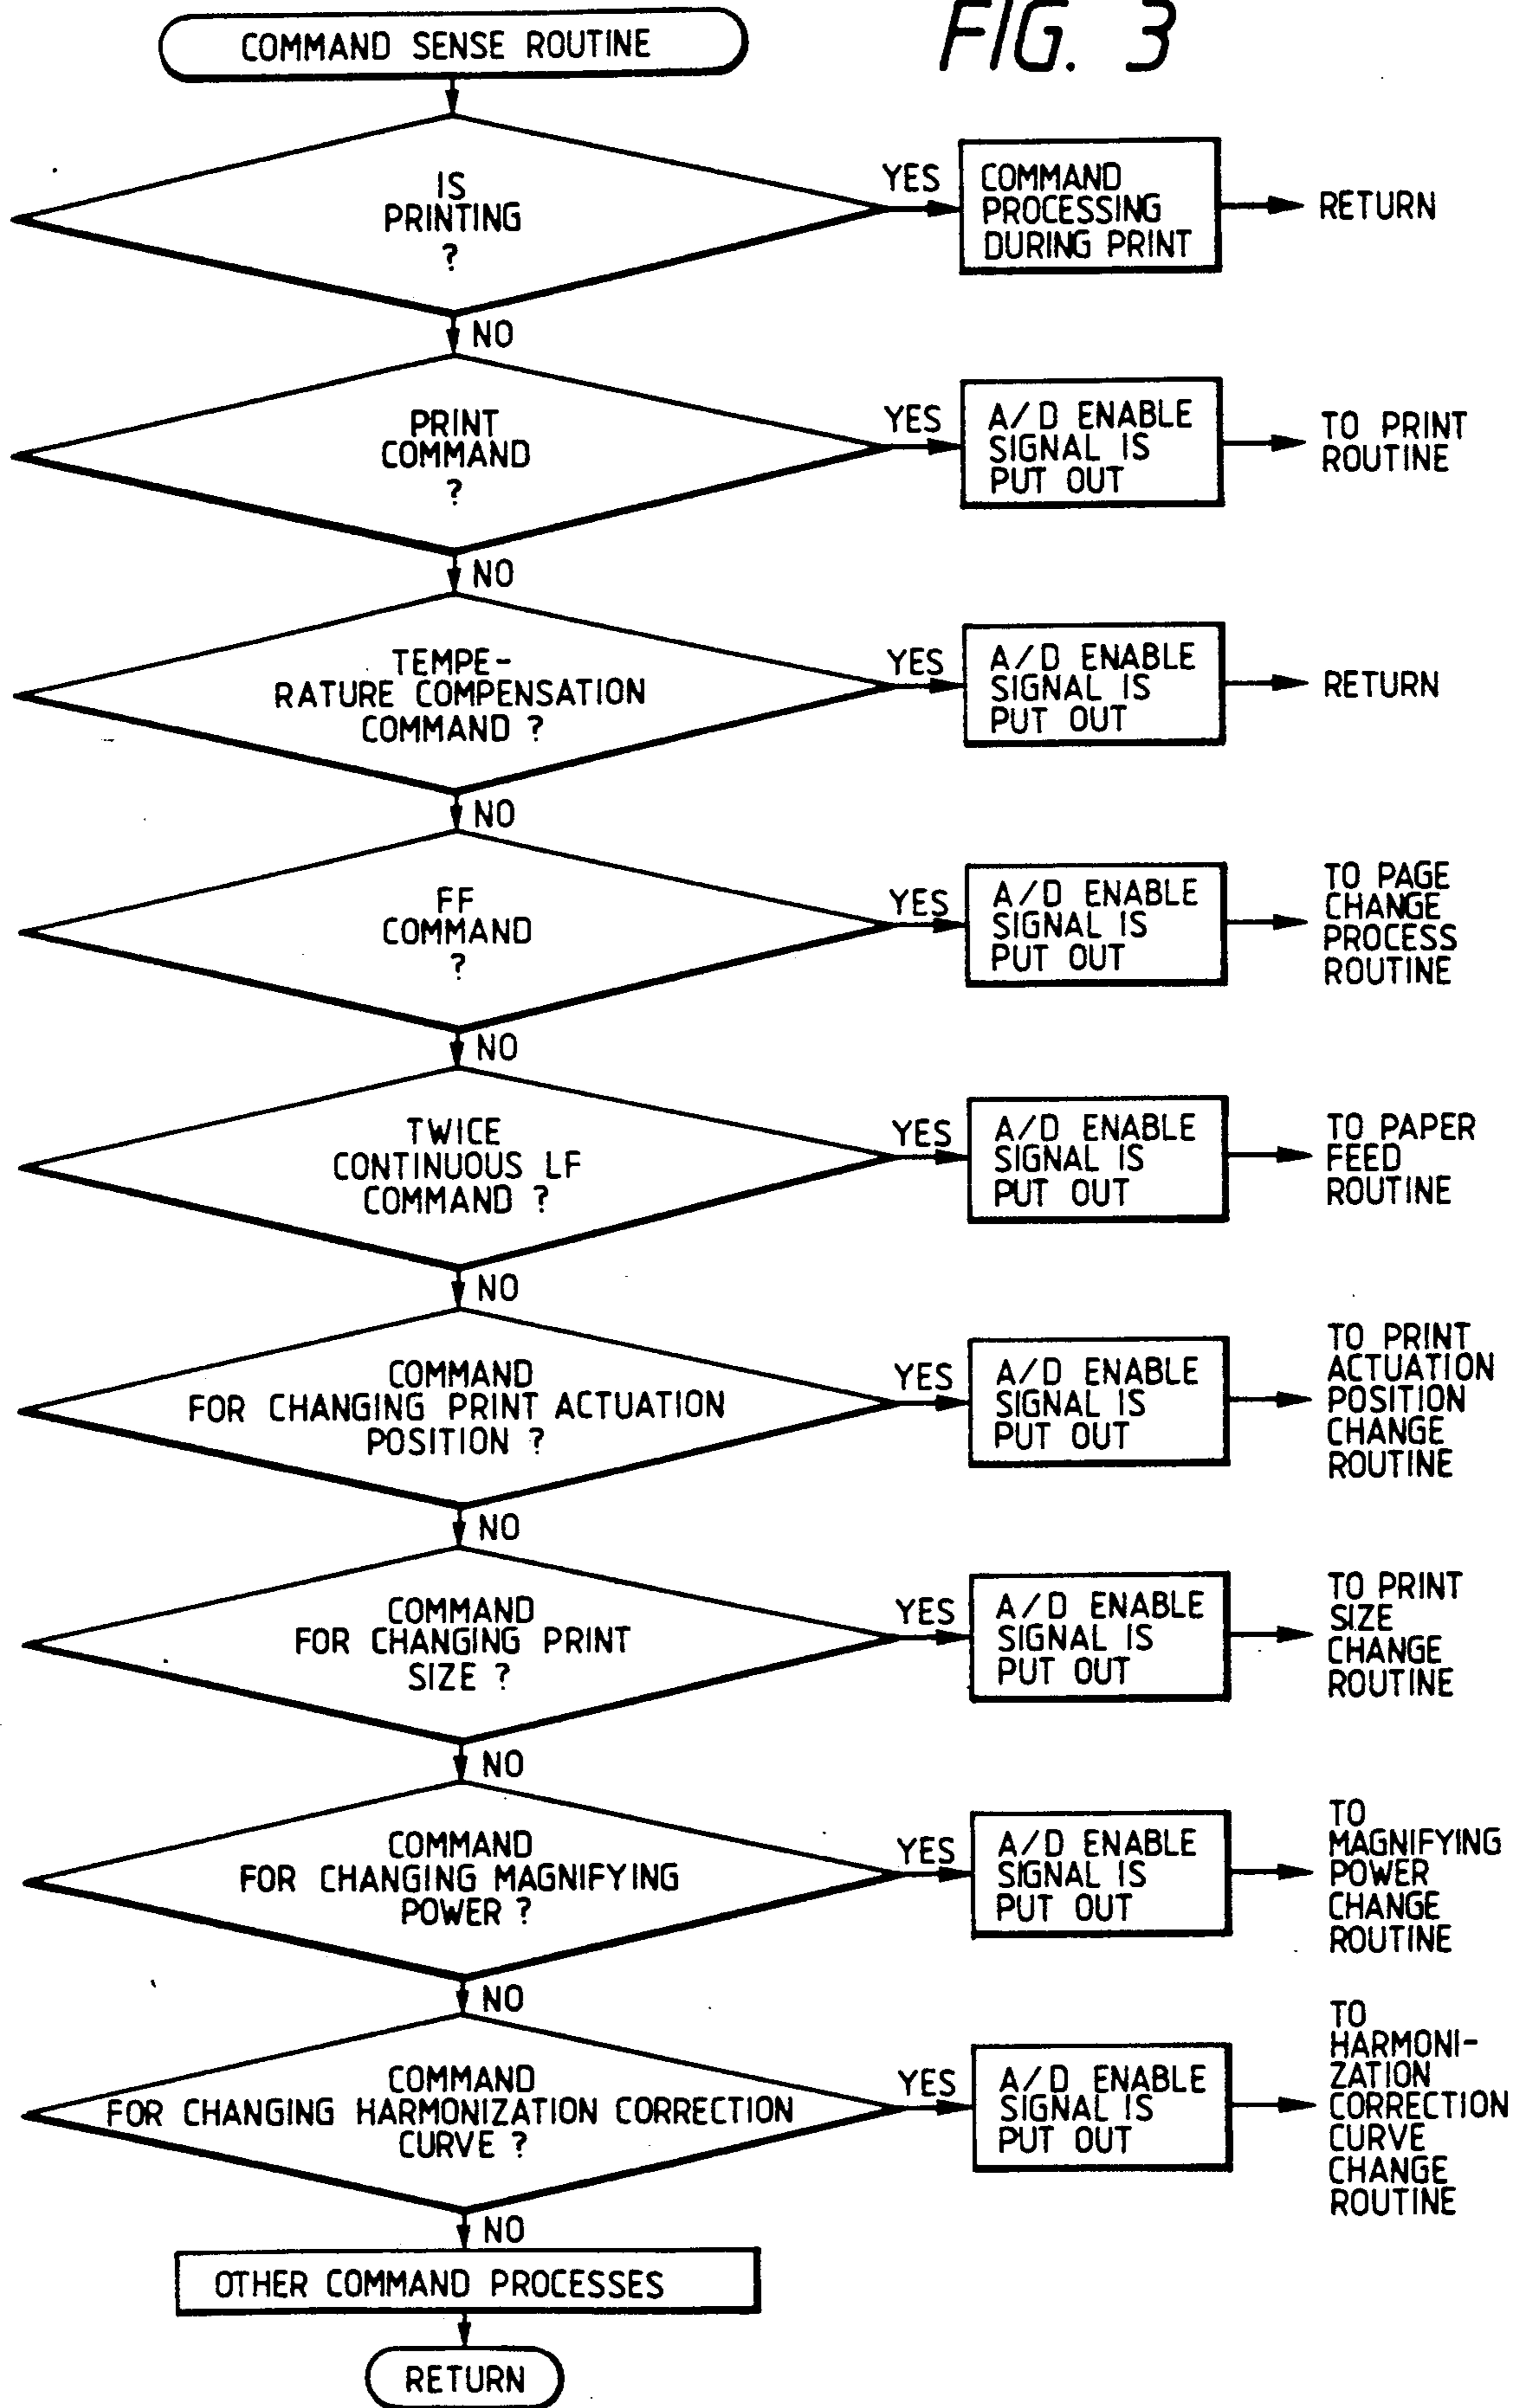 FIG. 3
COMMAND SENSE ROUTINE
IS
PRINTING
?
YES
COMMAND
PROCESSING
DURING PRINT
RETURN
NO
PRINT
COMMAND
?
YES
A/D ENABLE
SIGNAL IS
PUT OUT
TO PRINT
ROUTINE
NO
TEMPE-
RATURE COMPENSATION
COMMAND ?
YES
A/D ENABLE
SIGNAL IS
PUT OUT
RETURN
NO
FF
COMMAND
?
YES
A/D ENABLE
SIGNAL IS
PUT OUT
TO PAGE
CHANGE
PROCESS
ROUTINE
NO
TWICE
CONTINUOUS LF
COMMAND ?
YES
A/D ENABLE
SIGNAL IS
PUT OUT
TO PAPER
FEED
ROUTINE
NO
COMMAND
FOR CHANGING PRINT ACTUATION
POSITION ?
YES
A/D ENABLE
SIGNAL IS
PUT OUT
TO PRINT
ACTUATION
POSITION
CHANGE
ROUTINE
NO
COMMAND
FOR CHANGING PRINT
SIZE ?
YES
A/D ENABLE
SIGNAL IS
PUT OUT
TO PRINT
SIZE
CHANGE
ROUTINE
NO
COMMAND
FOR CHANGING MAGNIFYING
POWER ?
YES
A/D ENABLE
SIGNAL IS
PUT OUT
TO
MAGNIFYING
POWER
CHANGE
ROUTINE
NO
COMMAND
FOR CHANGING HARMONIZATION CORRECTION
CURVE ?
YES
A/D ENABLE
SIGNAL IS
PUT OUT
TO
HARMONI-
ZATION
CORRECTION
CURVE
CHANGE
ROUTINE
NO
OTHER COMMAND PROCESSES
RETURN